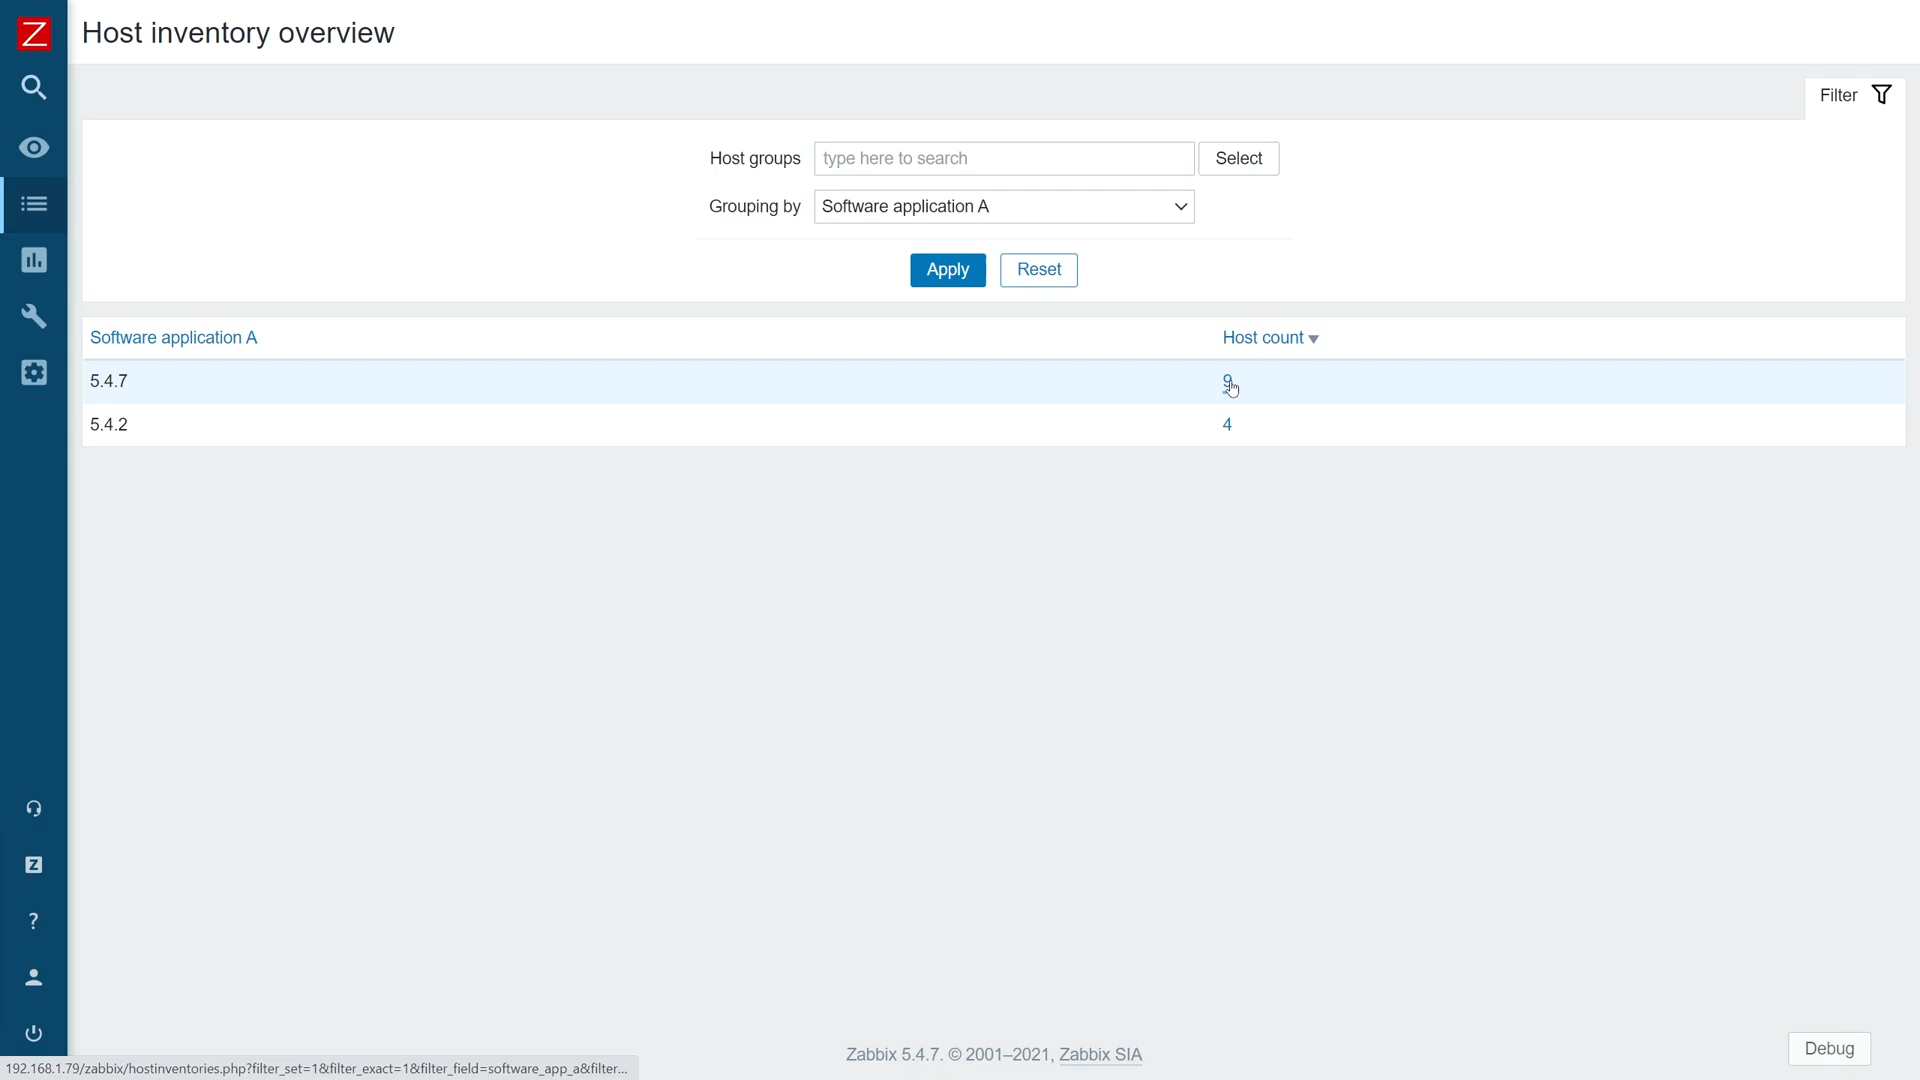 Z
Host inventory overview
Filter
Host groups
type here to search
Select
Grouping by
Software application A
Apply
Reset
Software application A
Host count
5.4.7
9
5.4.2
4
Z
?
Zabbix 5.4.7. © 2001–2021, Zabbix SIA
Debug
192.168.1.79/zabbix/hostinventories.php?filter_set=1&filter_exact=1&filter_field=software_app_a&filter...